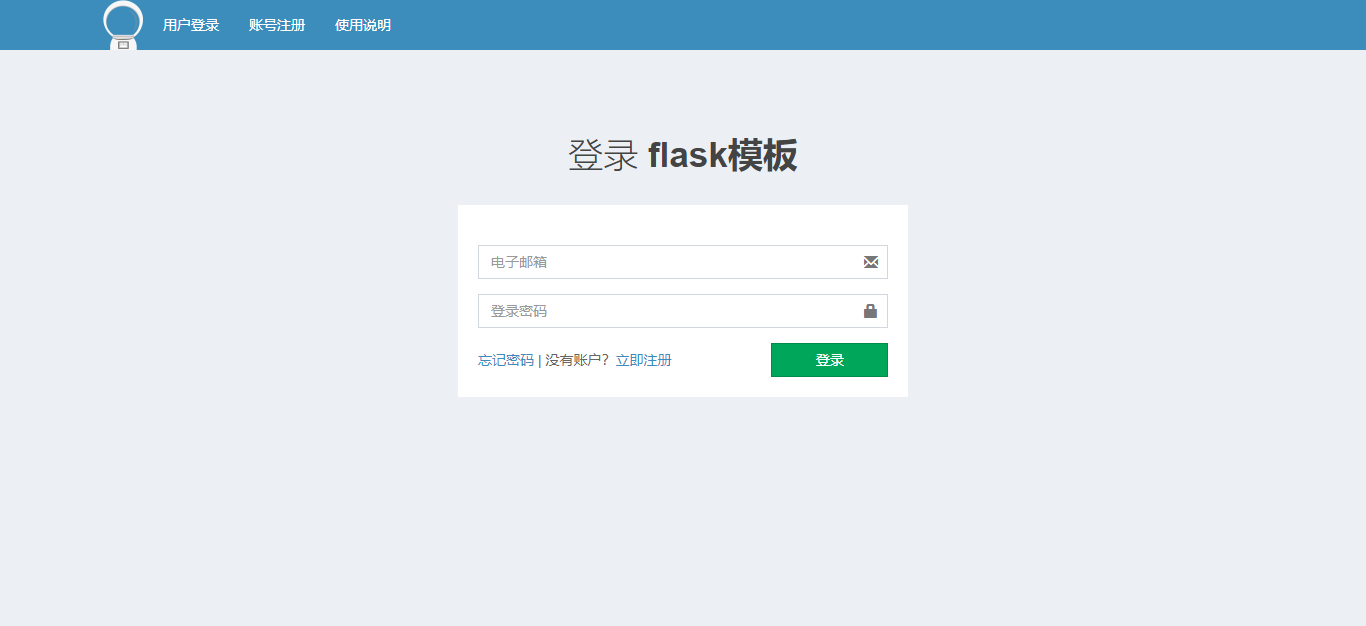 用户登录 账号注册 使用说明
登录 flask模板
电子邮箱
登录密码
忘记密码 | 没有账户？立即注册 登录